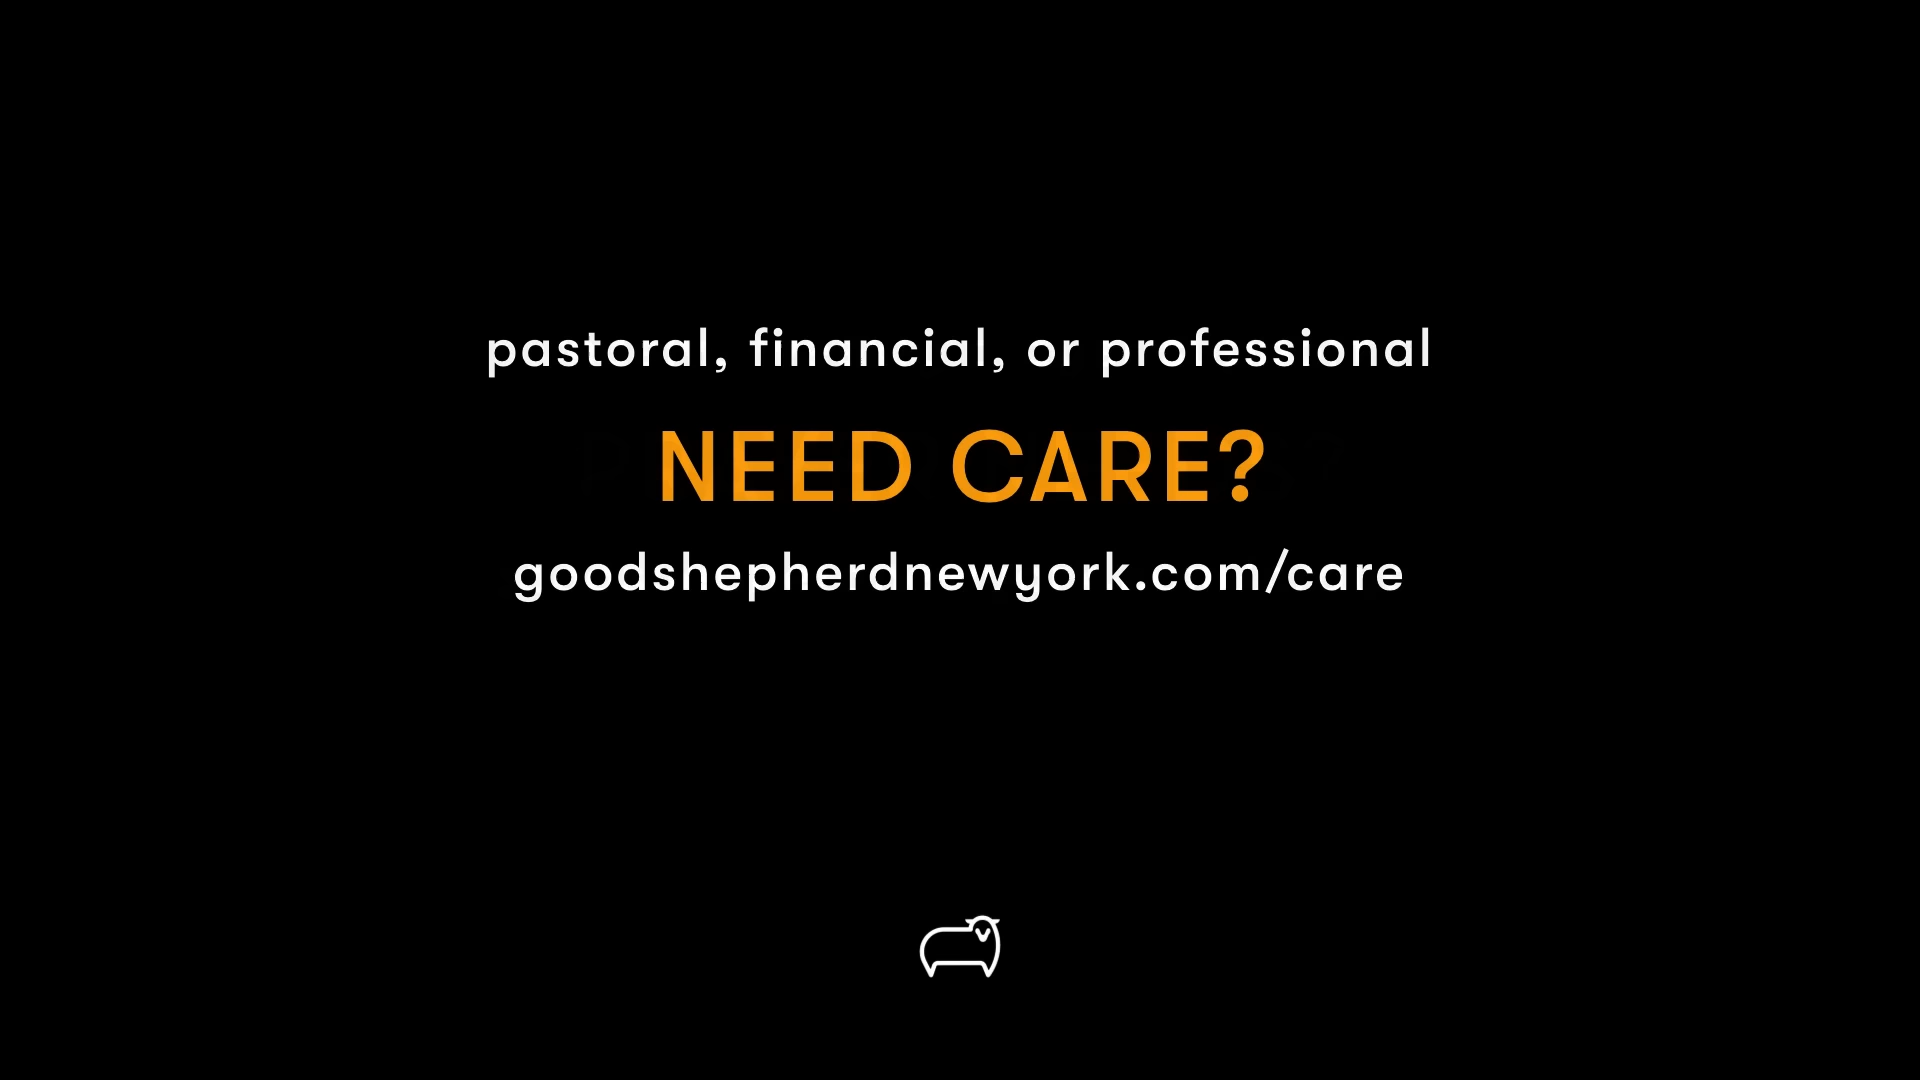 pastoral, financial, or professional
NEED CARE?
goodshepherdnewyork.com/care